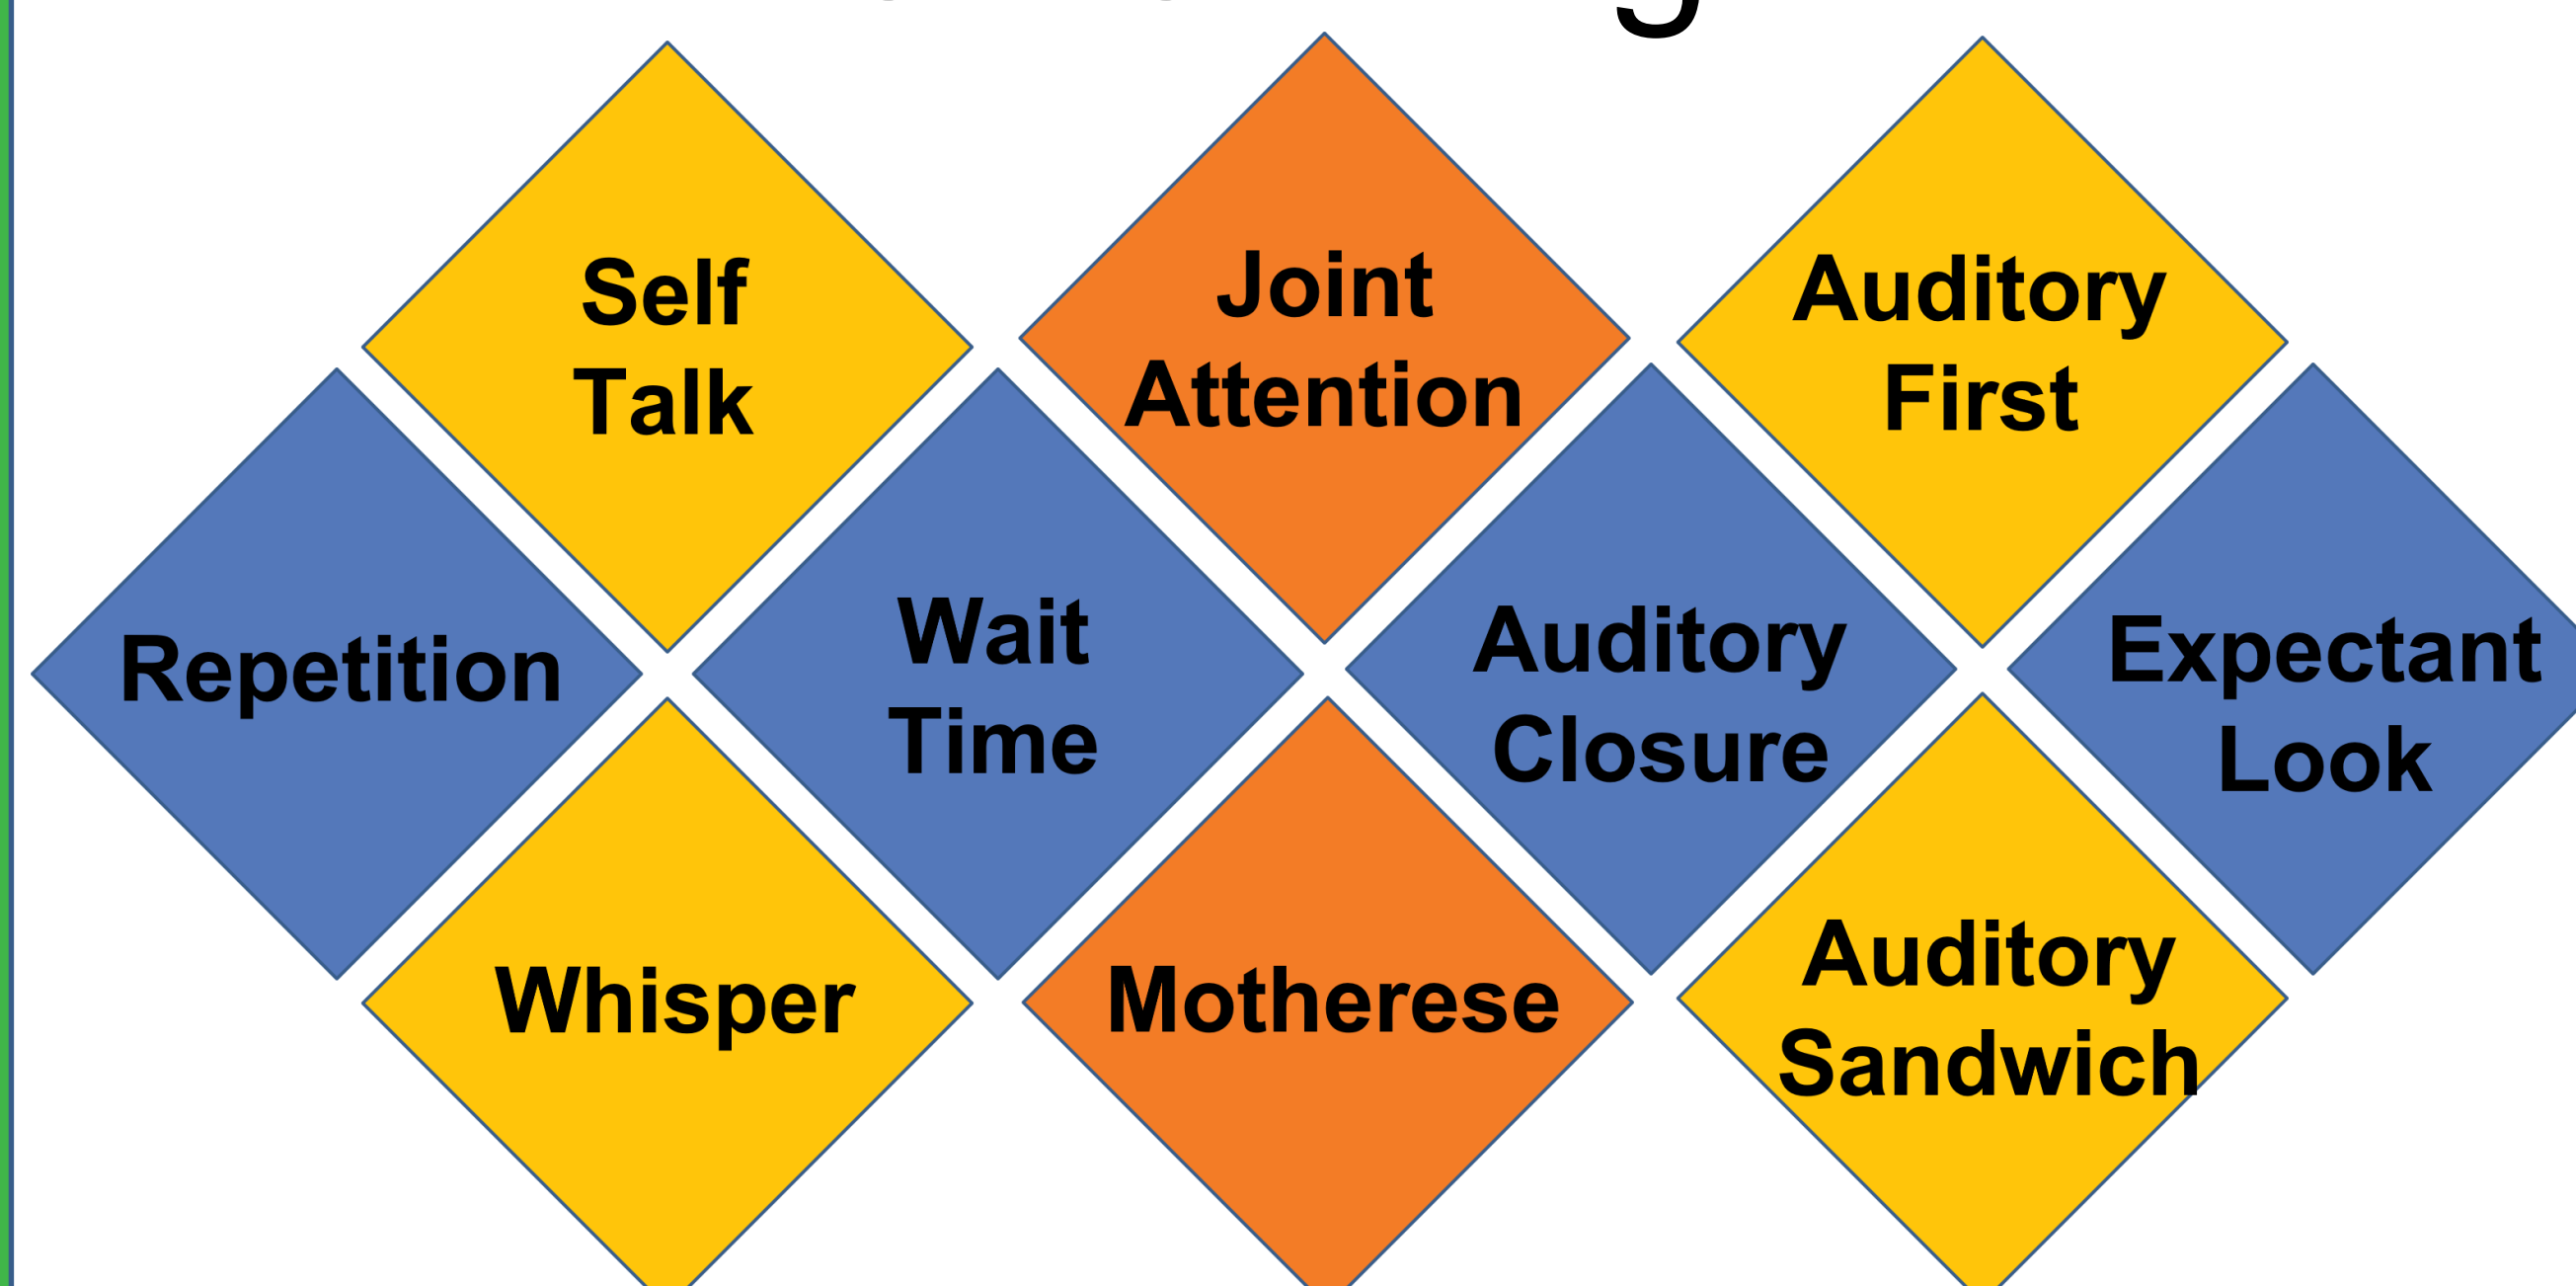 Self
Talk
Joint
Attention
Auditory
First
Repetition
Wait
Time
Auditory
Closure
Expectant
Look
Whisper
Motherese
Auditory
Sandwich